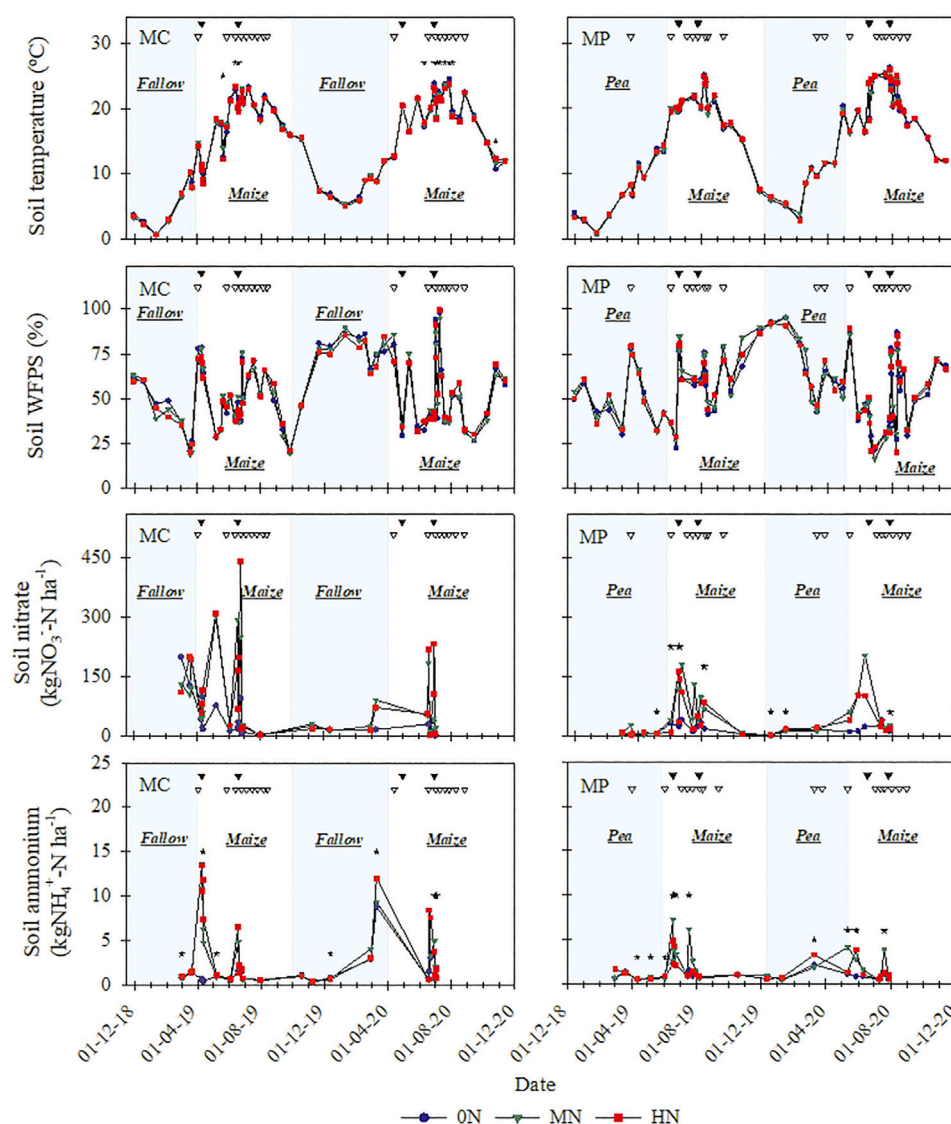 Soil temperature (ºC)
30
20
10
0
MC
Fallow
Maize
Fallow
Maize
MP
Pea
Maize
Pea
Maize
Soil WFPS (%)
100
75
50
25
0
MC
Fallow
Maize
Fallow
Maize
MP
Pea
Maize
Pea
Maize
Soil nitrate
(kgNO₃⁻-N ha⁻¹)
450
300
150
0
MC
Fallow
Maize
Fallow
Maize
MP
Pea
Maize
Pea
Maize
Soil ammonium
(kgNH₄⁺-N ha⁻¹)
25
20
15
10
5
0
MC
Fallow
Maize
Fallow
Maize
MP
Pea
Maize
Pea
Maize
01-12-18
01-04-19
01-08-19
01-12-19
01-04-20
01-08-20
01-12-20
01-12-18
01-04-19
01-08-19
01-12-19
01-04-20
01-08-20
01-12-20
Date
0N MN HN